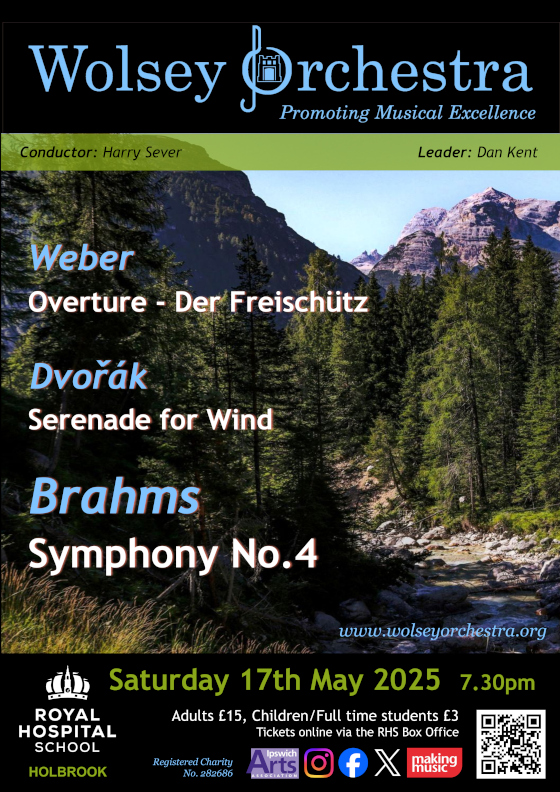 Wolsey Orchestra
Promoting Musical Excellence
Conductor: Harry Sever
Leader: Dan Kent
Weber
Overture - Der Freischütz
Dvořák
Serenade for Wind
Brahms
Symphony No.4
www.wolseyorchestra.org
Saturday 17th May 2025 7.30pm
ROYAL
HOSPITAL
SCHOOL
HOLBROOK
Adults £15, Children/Full time students £3
Tickets online via the RHS Box Office
Registered Charity
No. 282686
Ipswich
Arts
ASSOCIATION
making
music